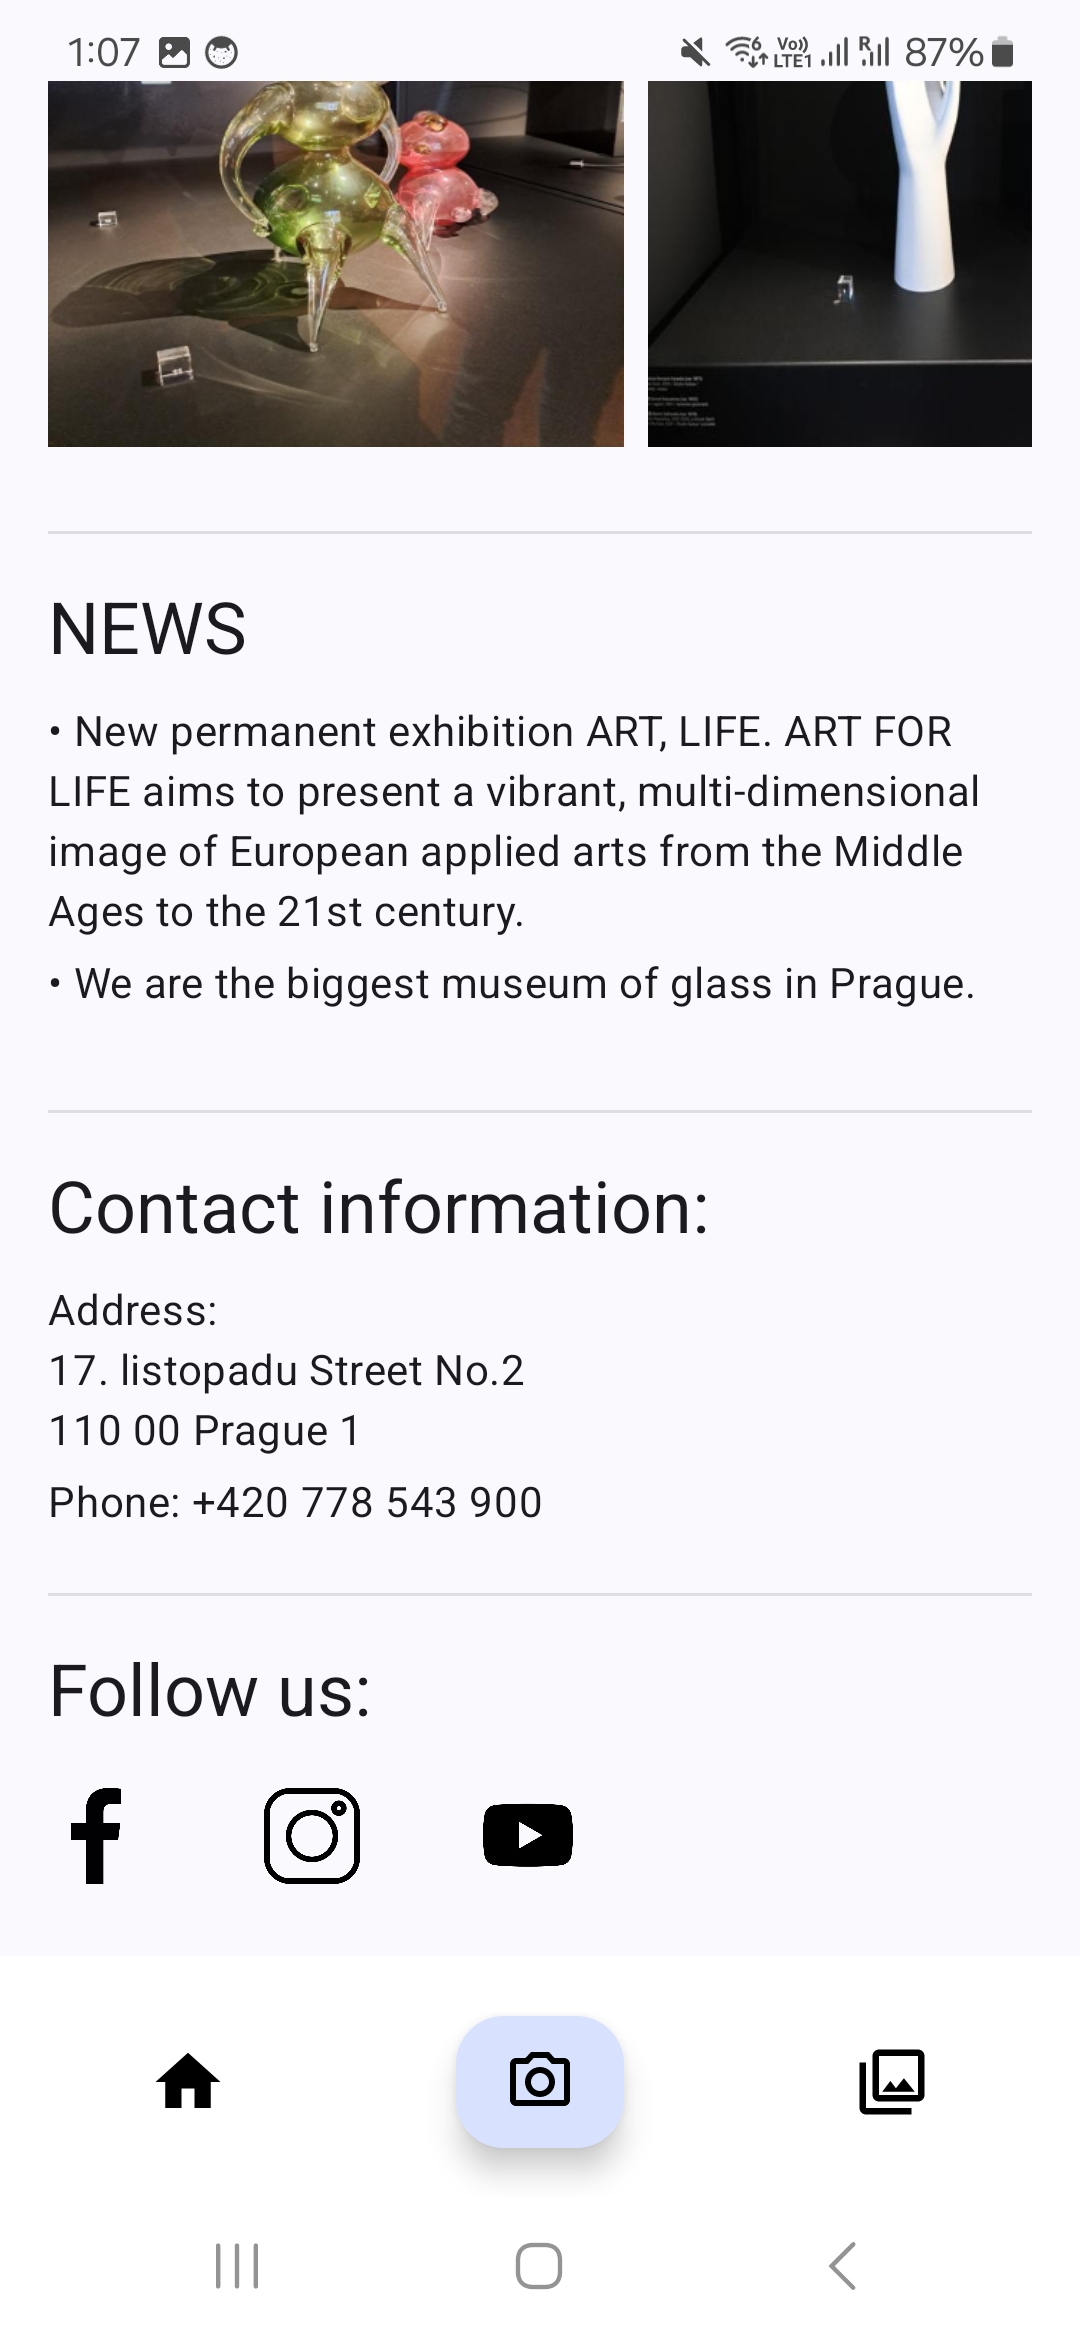 1:07
Vo))
LTE1
6
R
87%
NEWS
• New permanent exhibition ART, LIFE. ART FOR
LIFE aims to present a vibrant, multi-dimensional
image of European applied arts from the Middle
Ages to the 21st century.
• We are the biggest museum of glass in Prague.
Contact information:
Address:
17. listopadu Street No.2
110 00 Prague 1
Phone: +420 778 543 900
Follow us: